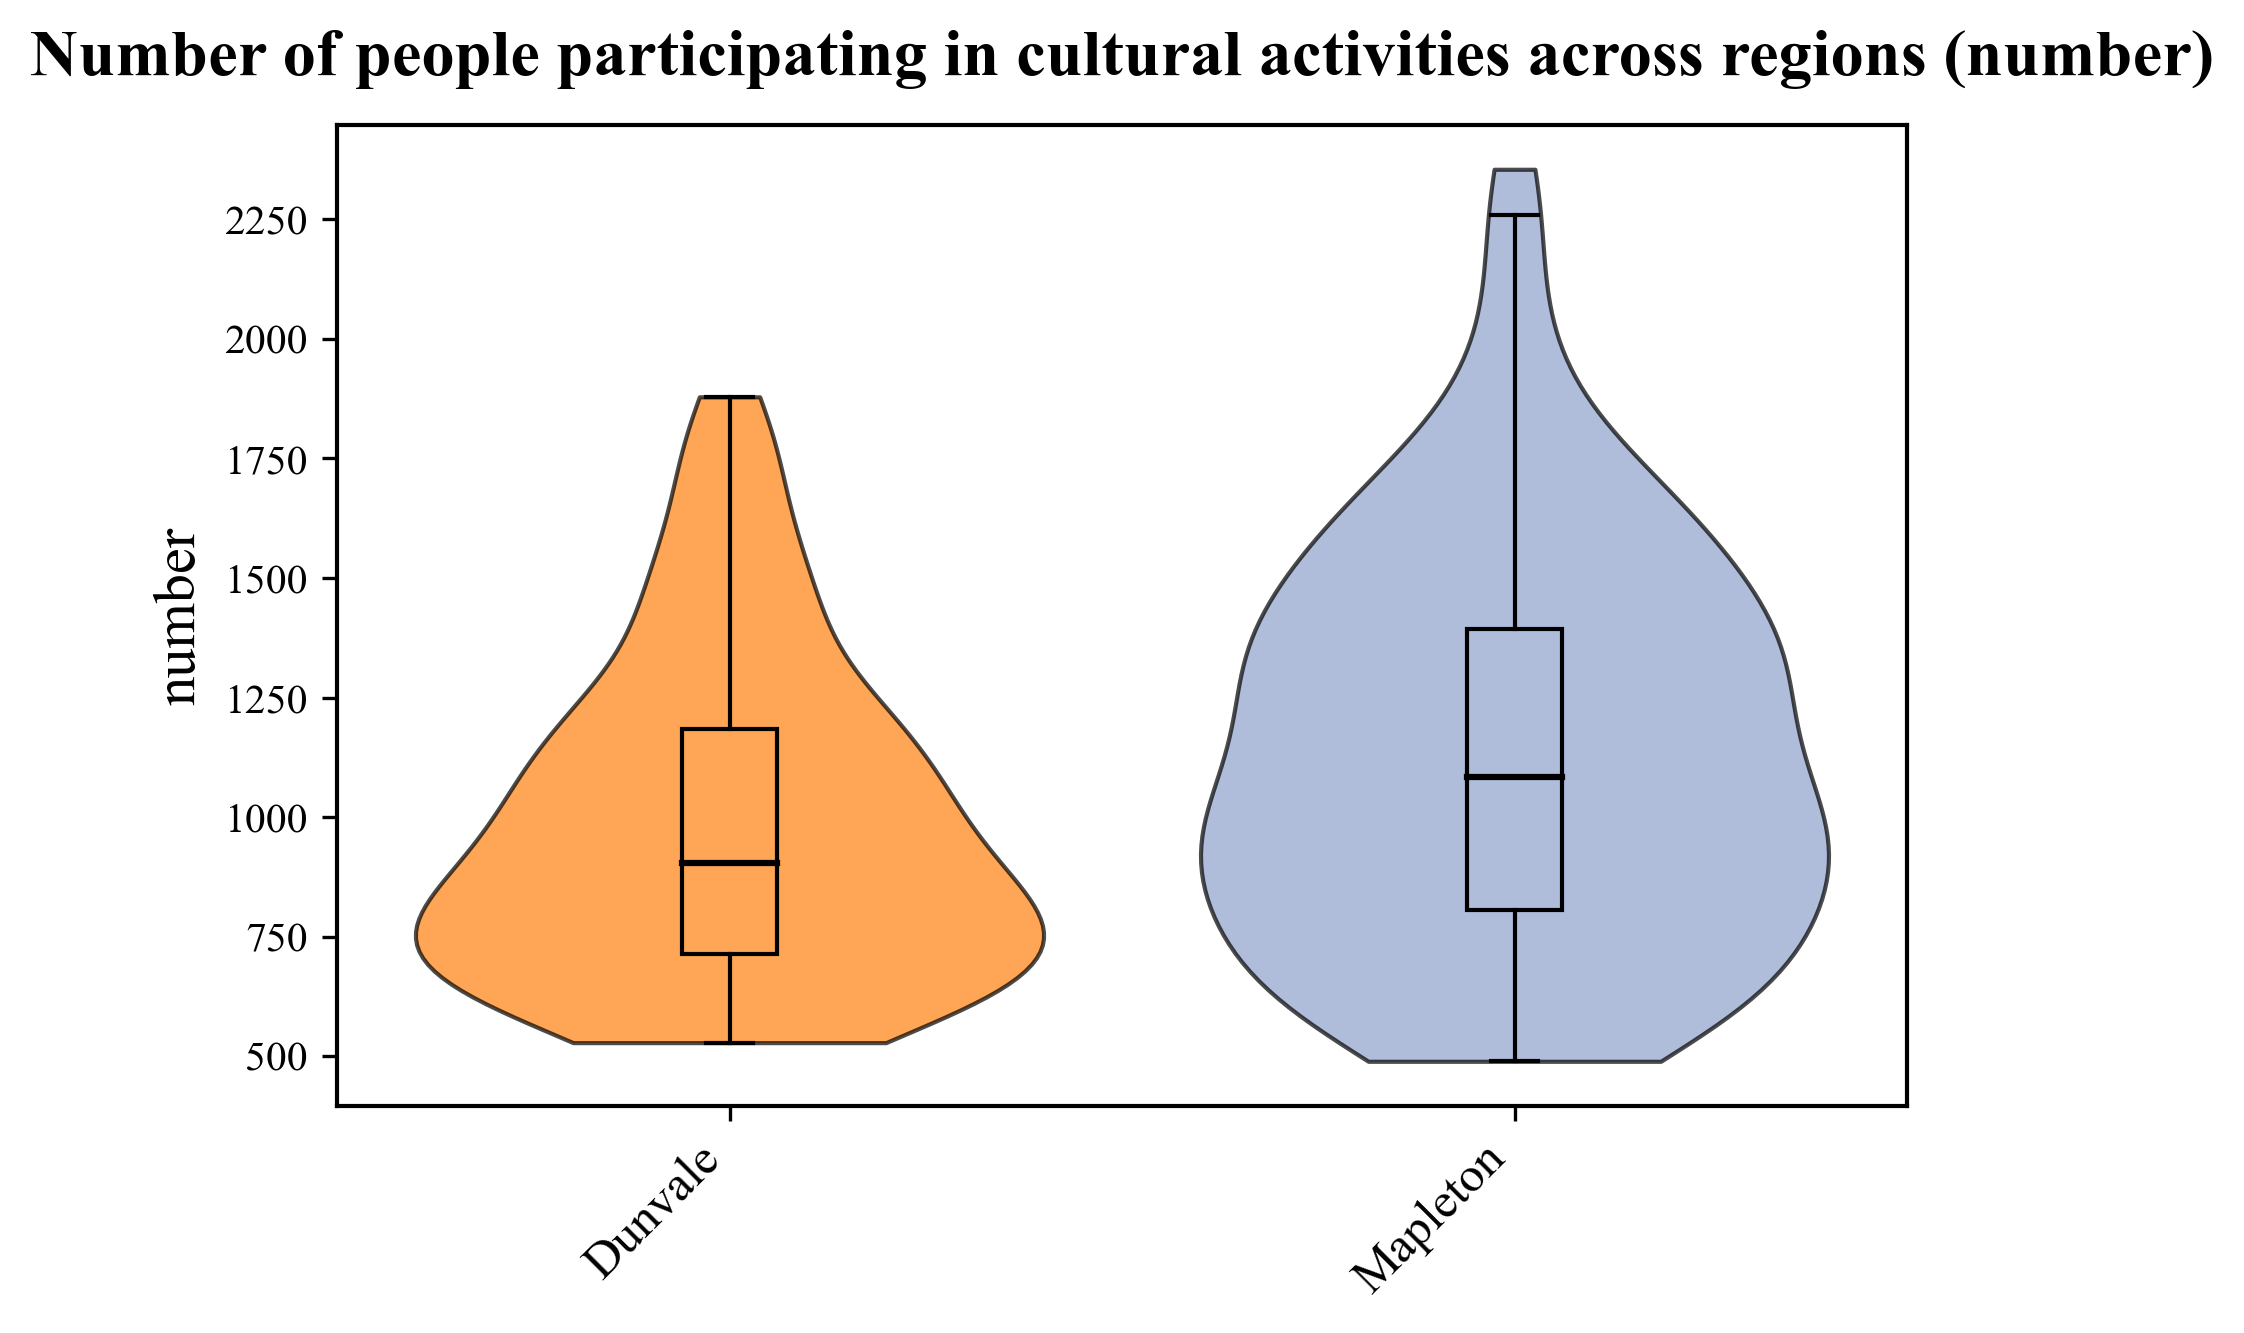 Number of people participating in cultural activities across regions (number)
number
2250
2000
1750
1500
1250
1000
750
500
Dunvale
Mapleton